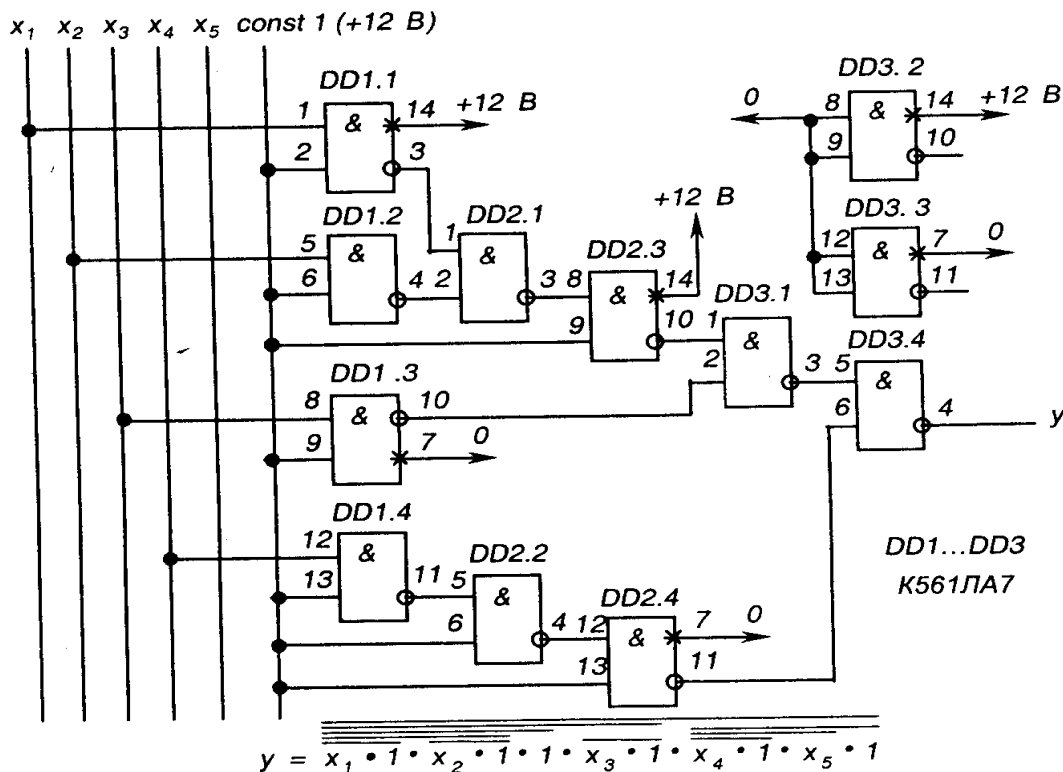 x1 x2 x3 x4 x5 const 1 (+12 В)
DD1.1
1 & 14 +12 В
2 3
DD3. 2
0 8 & 14 +12 В
9 10
DD1.2
5 &
6 4
DD2.1
1 &
2 3
+12 В
DD2.3
8 & 14
9 10
DD3. 3
12 & 7 0
13 11
DD3.1
1 &
2 3
DD3.4
5 &
6 4 y
DD1 .3
8 & 10
9 7 0
DD1.4
12 &
13 11
DD2.2
5 &
6 4
DD2.4
12 & 7 0
13 11
DD1...DD3
К561ЛА7
y = x1 • 1 • x2 • 1 • 1 • x3 • 1 • x4 • 1 • x5 • 1